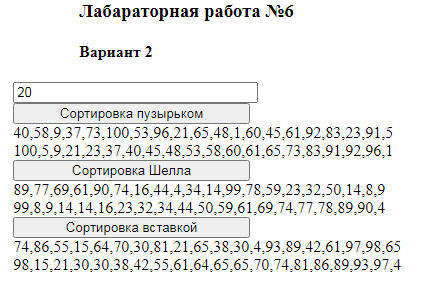 Лабараторная работа №6
Вариант 2
20
Сортировка пузырьком
40,58,9,37,73,100,53,96,21,65,48,1,60,45,61,92,83,23,91,5
100,5,9,21,23,37,40,45,48,53,58,60,61,65,73,83,91,92,96,1
Сортировка Шелла
89,77,69,61,90,74,16,44,4,34,14,99,78,59,23,32,50,14,8,9
99,8,9,14,14,16,23,32,34,44,50,59,61,69,74,77,78,89,90,4
Сортировка вставкой
74,86,55,15,64,70,30,81,21,65,38,30,4,93,89,42,61,97,98,65
98,15,21,30,30,38,42,55,61,64,65,65,70,74,81,86,89,93,97,4